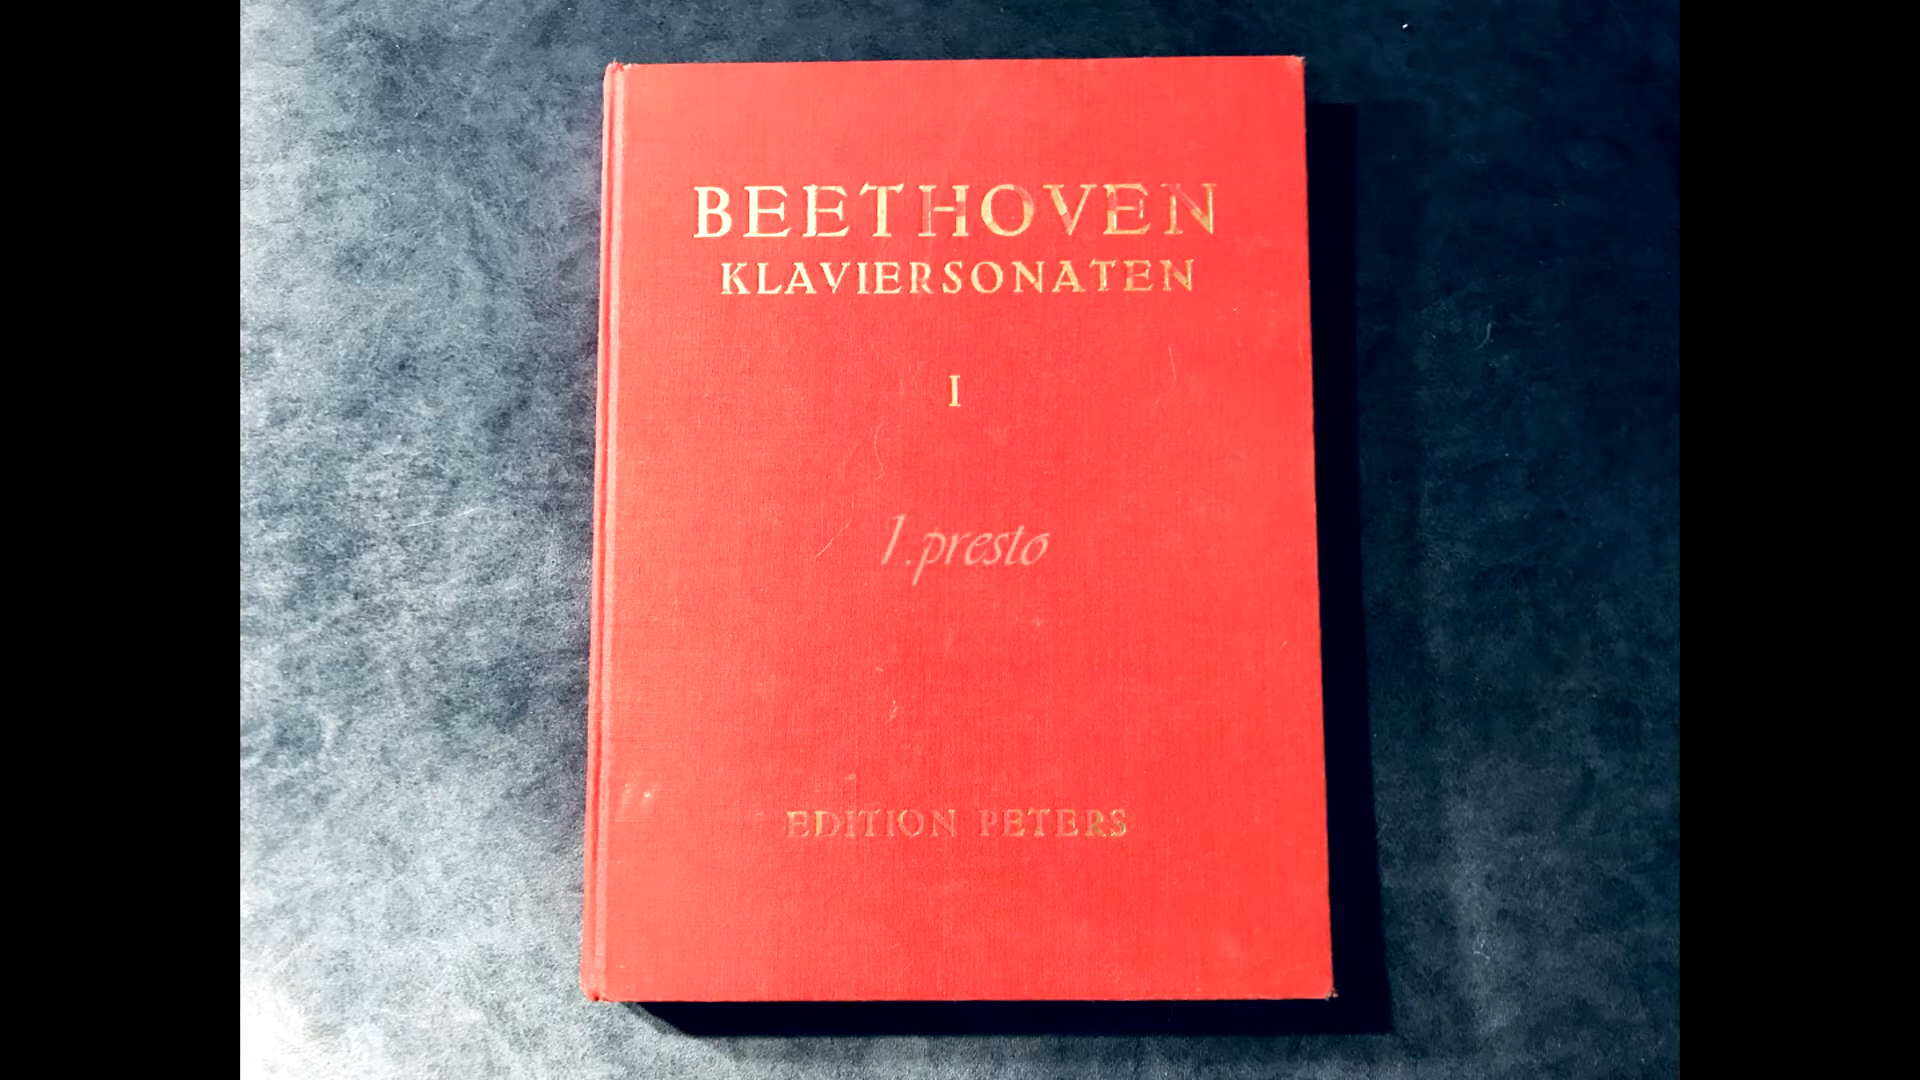 BEETHOVEN
KLAVIERSONATEN
I
1.presto
EDITION PETERS